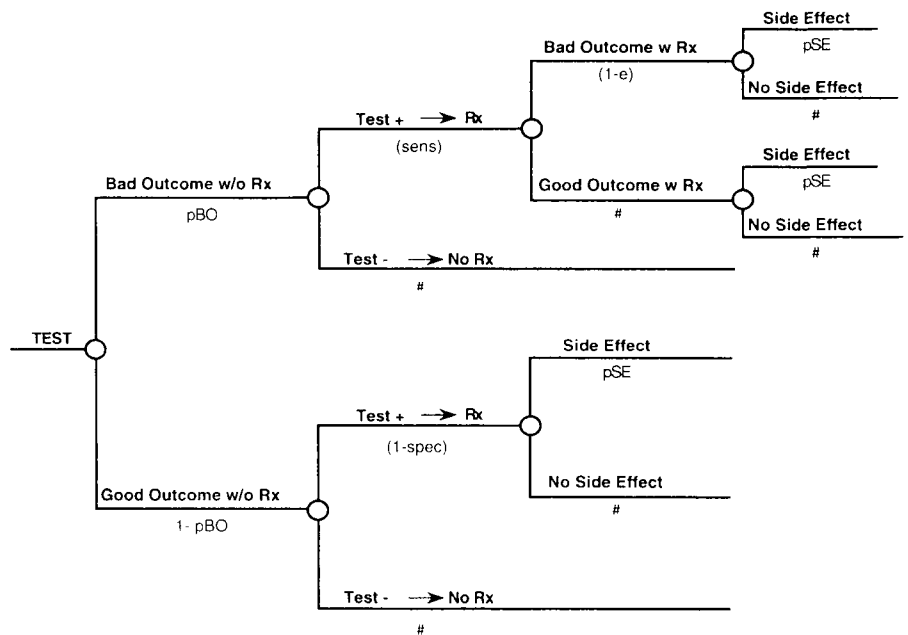 Side Effect
pSE
Bad Outcome w Rx
(1-e)
No Side Effect
#
Test + → Rx
(sens)
Side Effect
pSE
Bad Outcome w/o Rx
pBO
Good Outcome w Rx
#
No Side Effect
#
Test - → No Rx
#
TEST
Side Effect
pSE
Test + → Rx
(1-spec)
No Side Effect
#
Good Outcome w/o Rx
1- pBO
Test - → No Rx
#